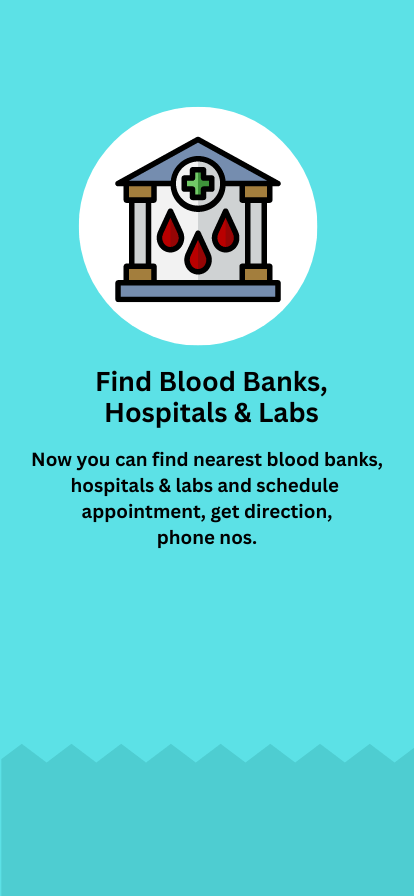 Find Blood Banks,
Hospitals & Labs
Now you can find nearest blood banks,
hospitals & labs and schedule
appointment, get direction,
phone nos.